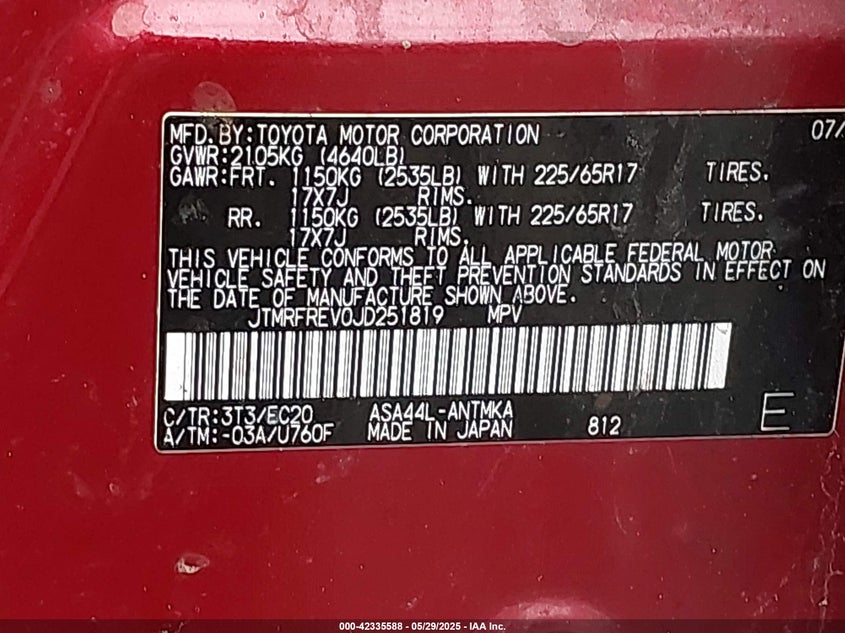 MFD. BY: TOYOTA MOTOR CORPORATION 07/
GVWR: 2105KG (4640LB)
GAWR: FRT. 1150KG (2535LB) WITH 225/65R17 TIRES.
17X7J RIMS.
RR. 1150KG (2535LB) WITH 225/65R17 TIRES.
17X7J RIMS.
THIS VEHICLE CONFORMS TO ALL APPLICABLE FEDERAL MOTOR
VEHICLE SAFETY AND THEFT PREVENTION STANDARDS IN EFFECT ON
THE DATE OF MANUFACTURE SHOWN ABOVE.
JTMRFREV0JD251819 MPV
C/TR: 3T3/EC20 ASA44L-ANTMKA E
A/TM: -03A/U760F MADE IN JAPAN 812
000-42335588 - 05/29/2025 - IAA Inc.